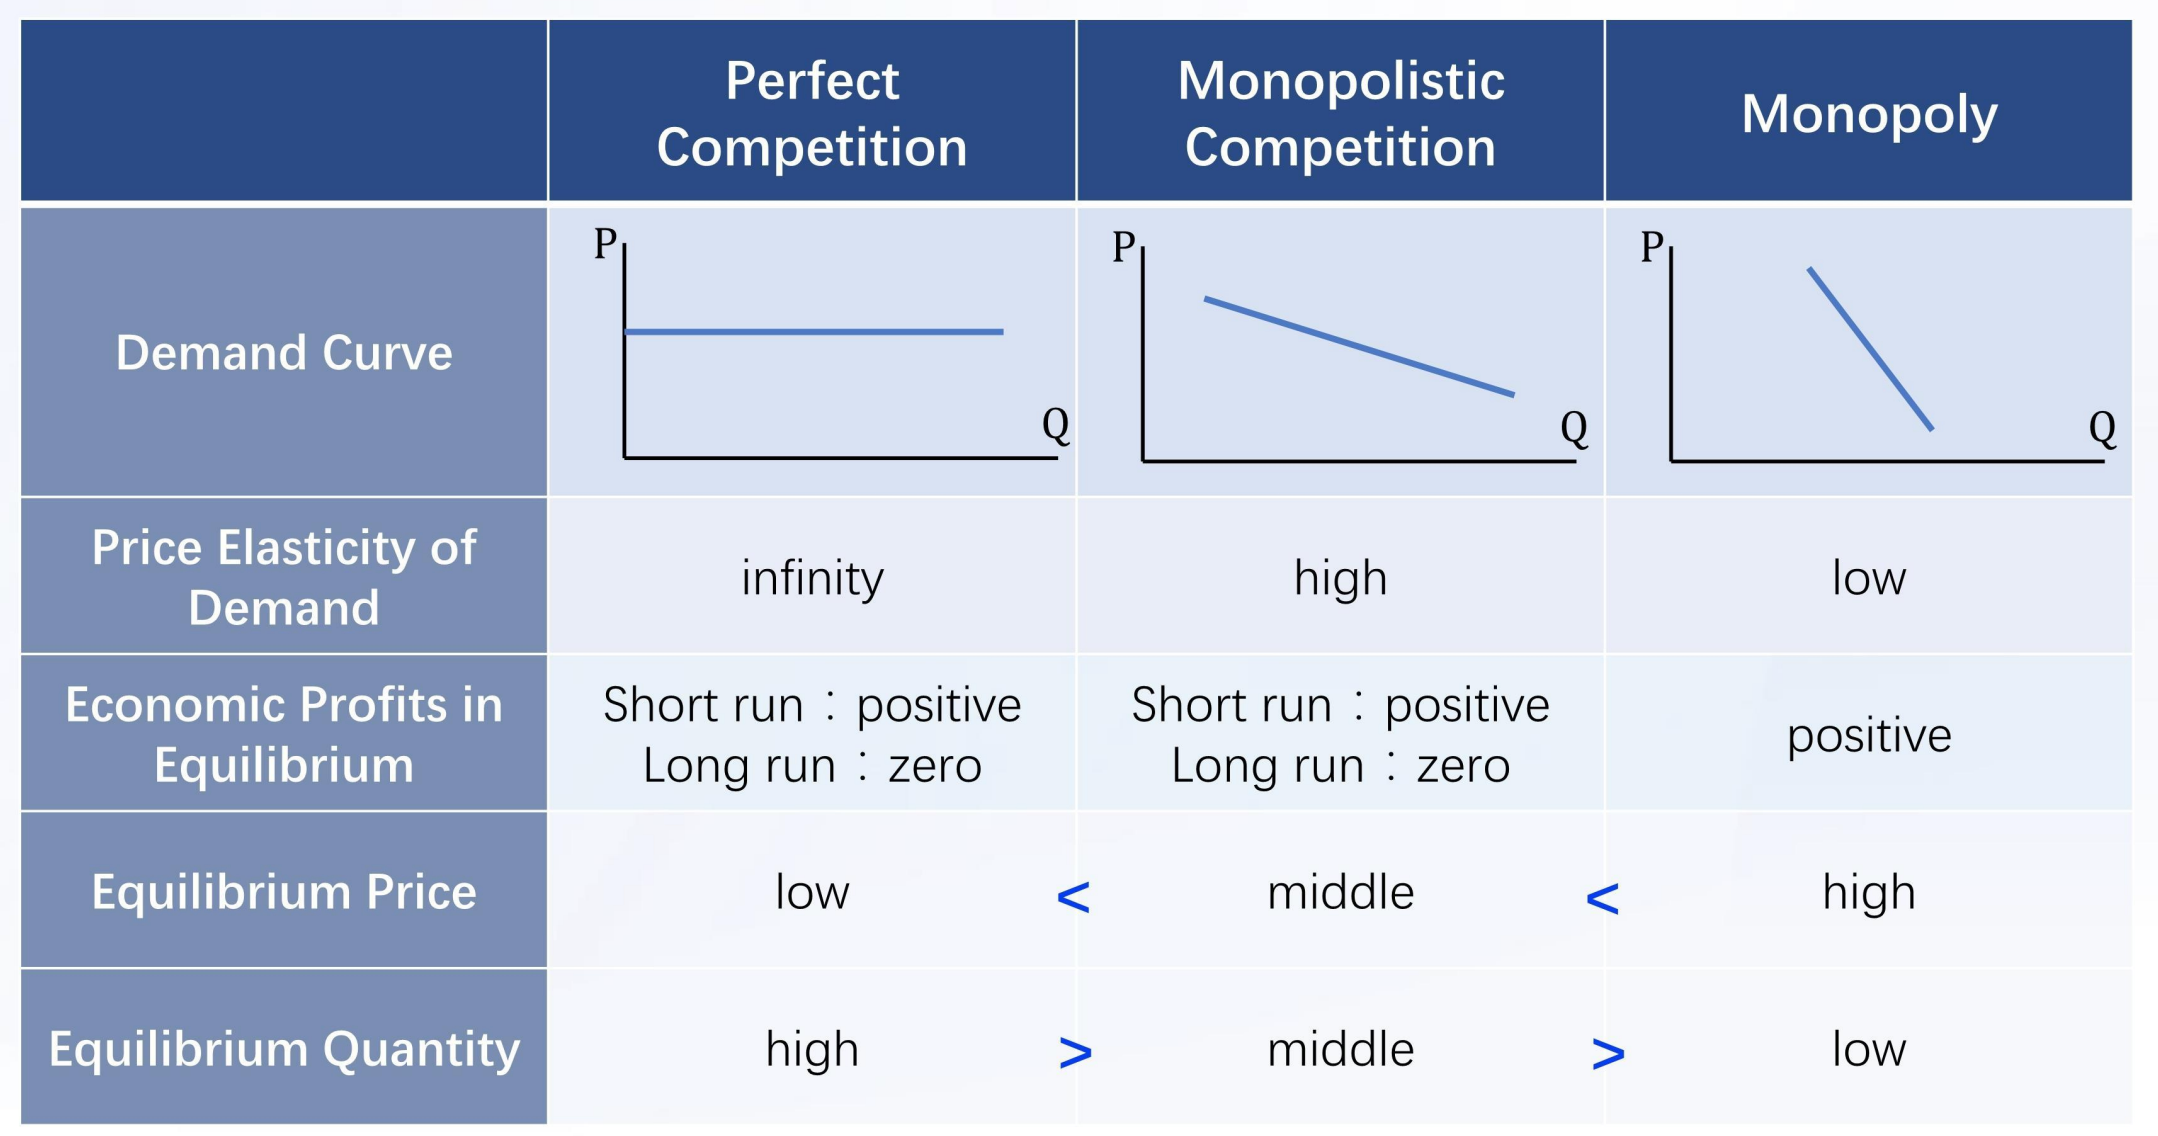 Perfect
Competition
Monopolistic
Competition
Monopoly
Demand Curve
P
Q
P
Q
P
Q
Price Elasticity of
Demand
infinity
high
low
Economic Profits in
Equilibrium
Short run：positive
Long run：zero
Short run：positive
Long run：zero
positive
Equilibrium Price
low < middle < high
Equilibrium Quantity
high > middle > low